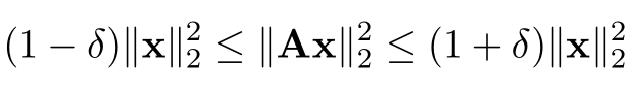 (1 − δ)‖x‖₂² ≤ ‖Ax‖₂² ≤ (1 + δ)‖x‖₂²